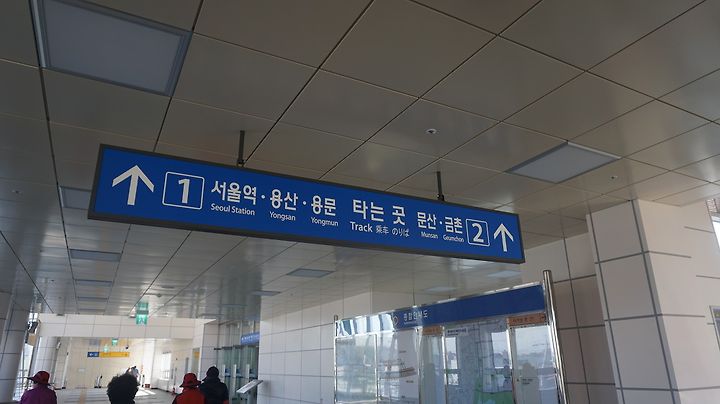 1 서울역·용산·용문 타는 곳 문산·금촌 2
Seoul Station Yongsan Yongmun Track 乘车 のりば Munsan Geumchon